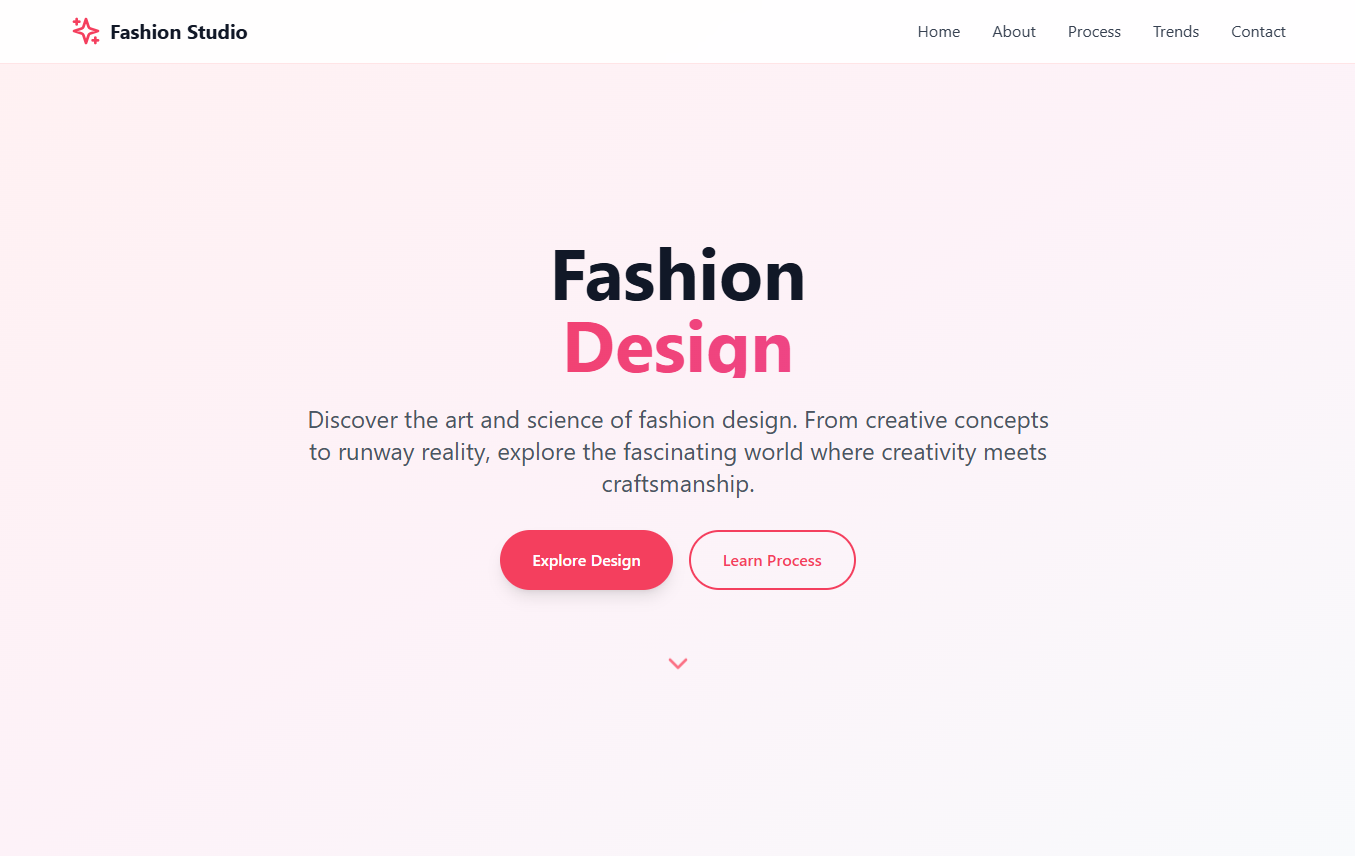 Fashion Studio
Home
About
Process
Trends
Contact
Fashion
Design
Discover the art and science of fashion design. From creative concepts
to runway reality, explore the fascinating world where creativity meets
craftsmanship.
Explore Design
Learn Process